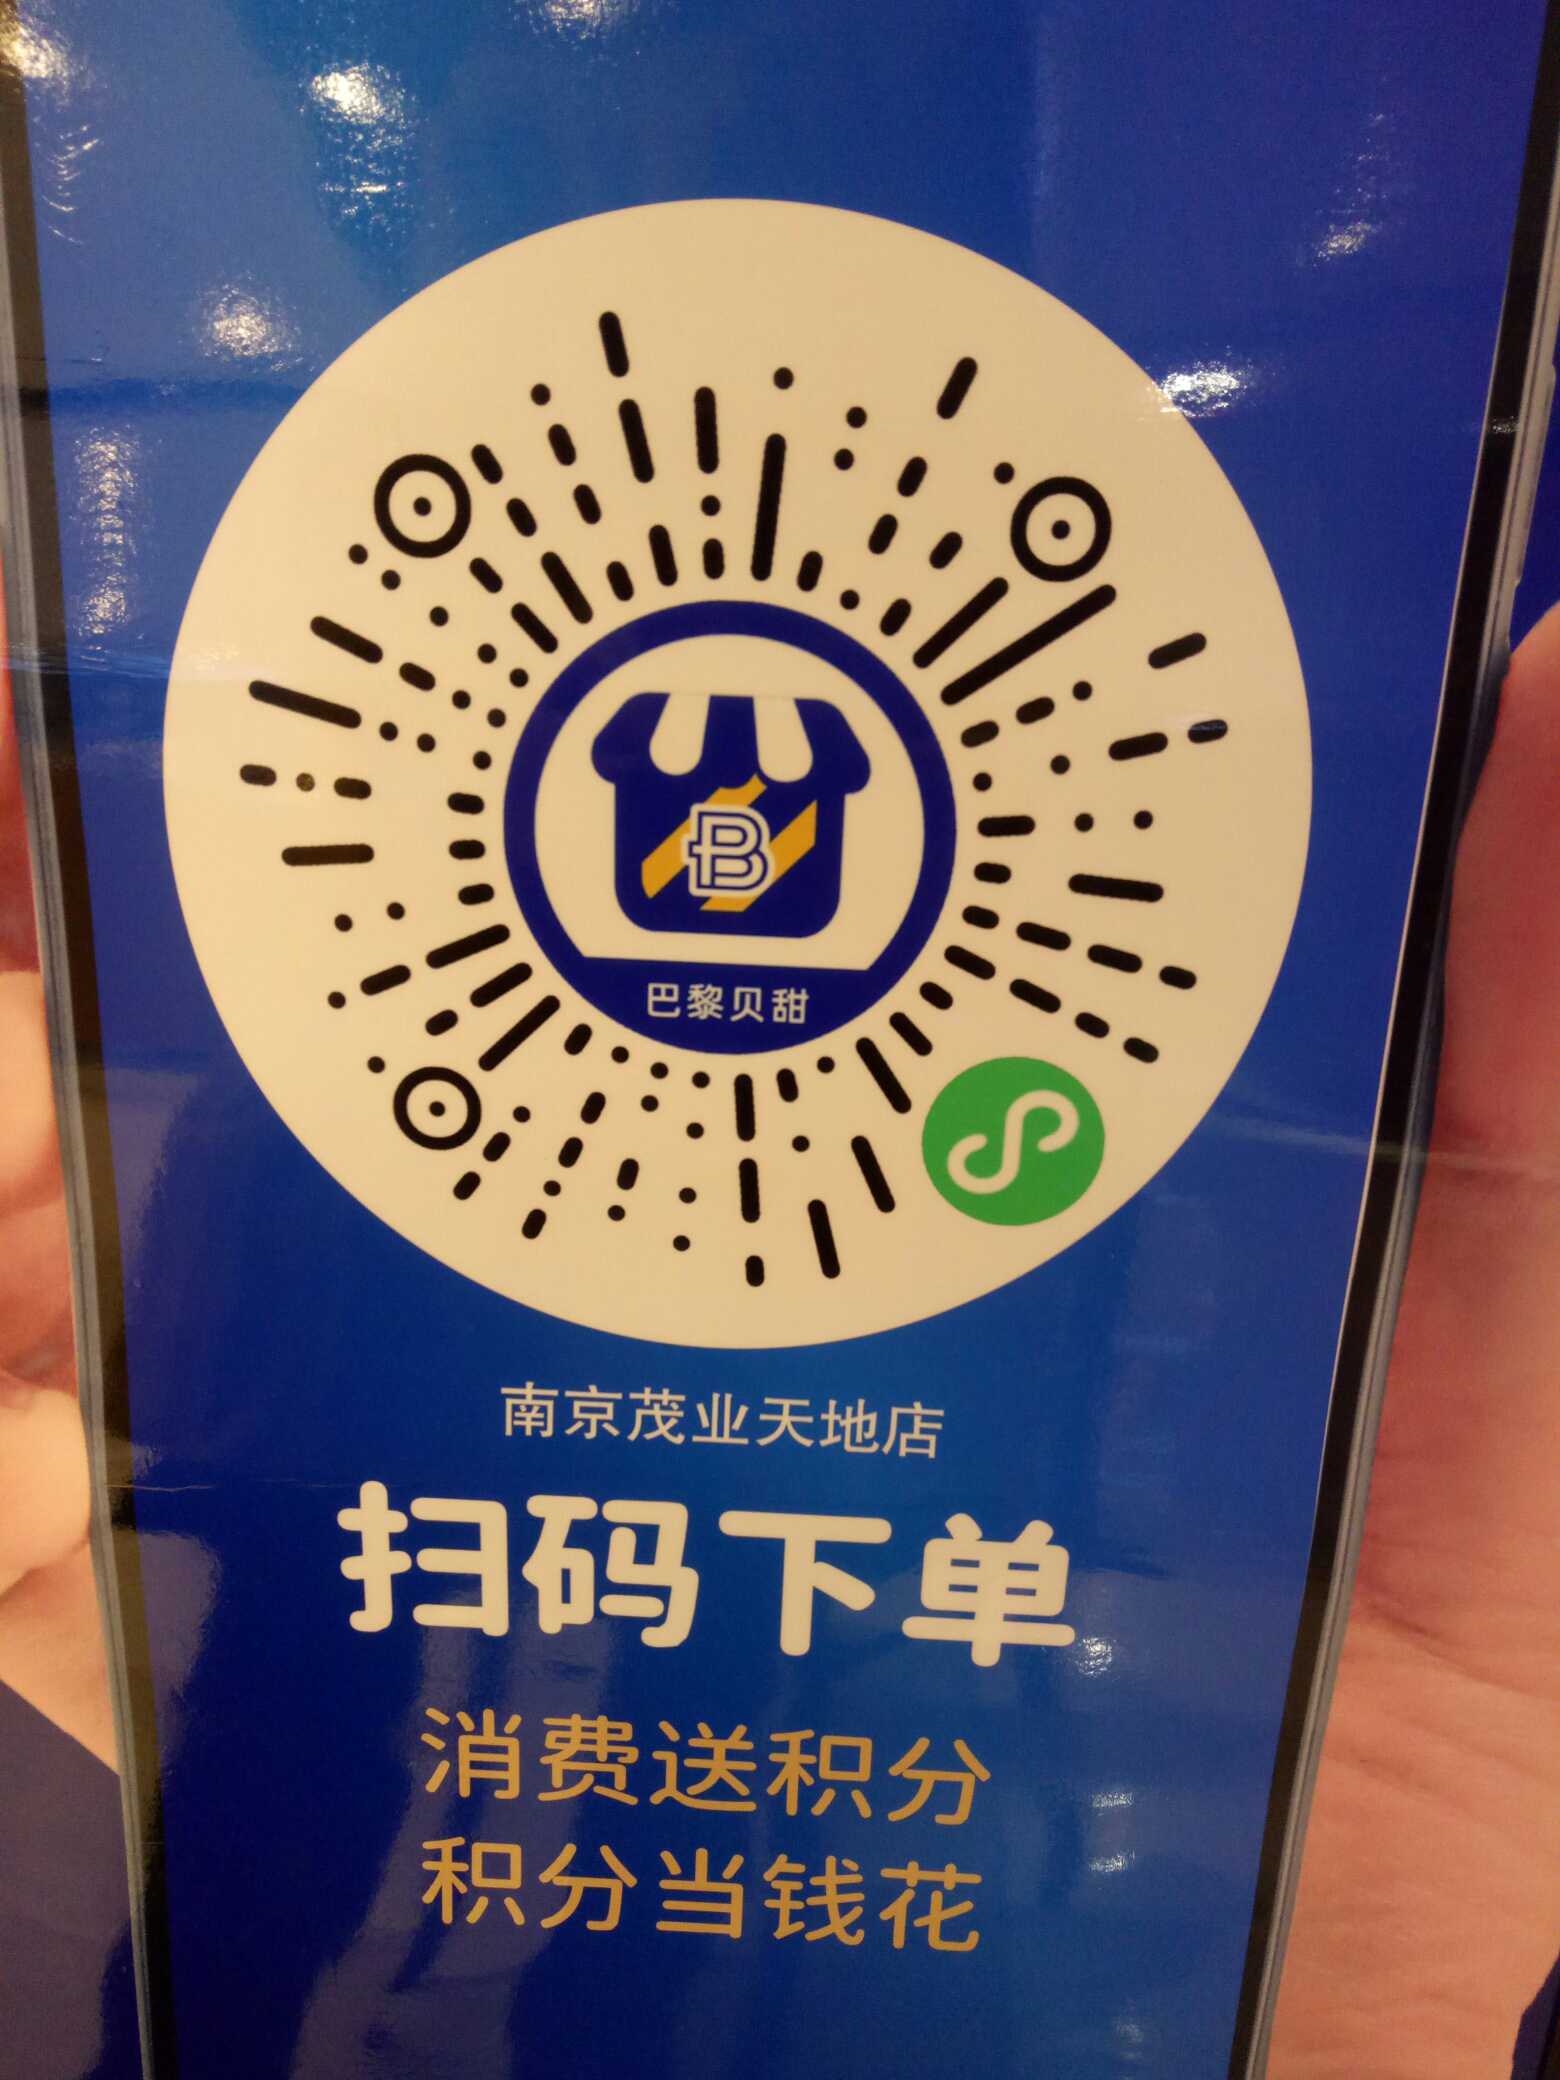 B
巴黎贝甜
南京茂业天地店
扫码下单
消费送积分
积分当钱花